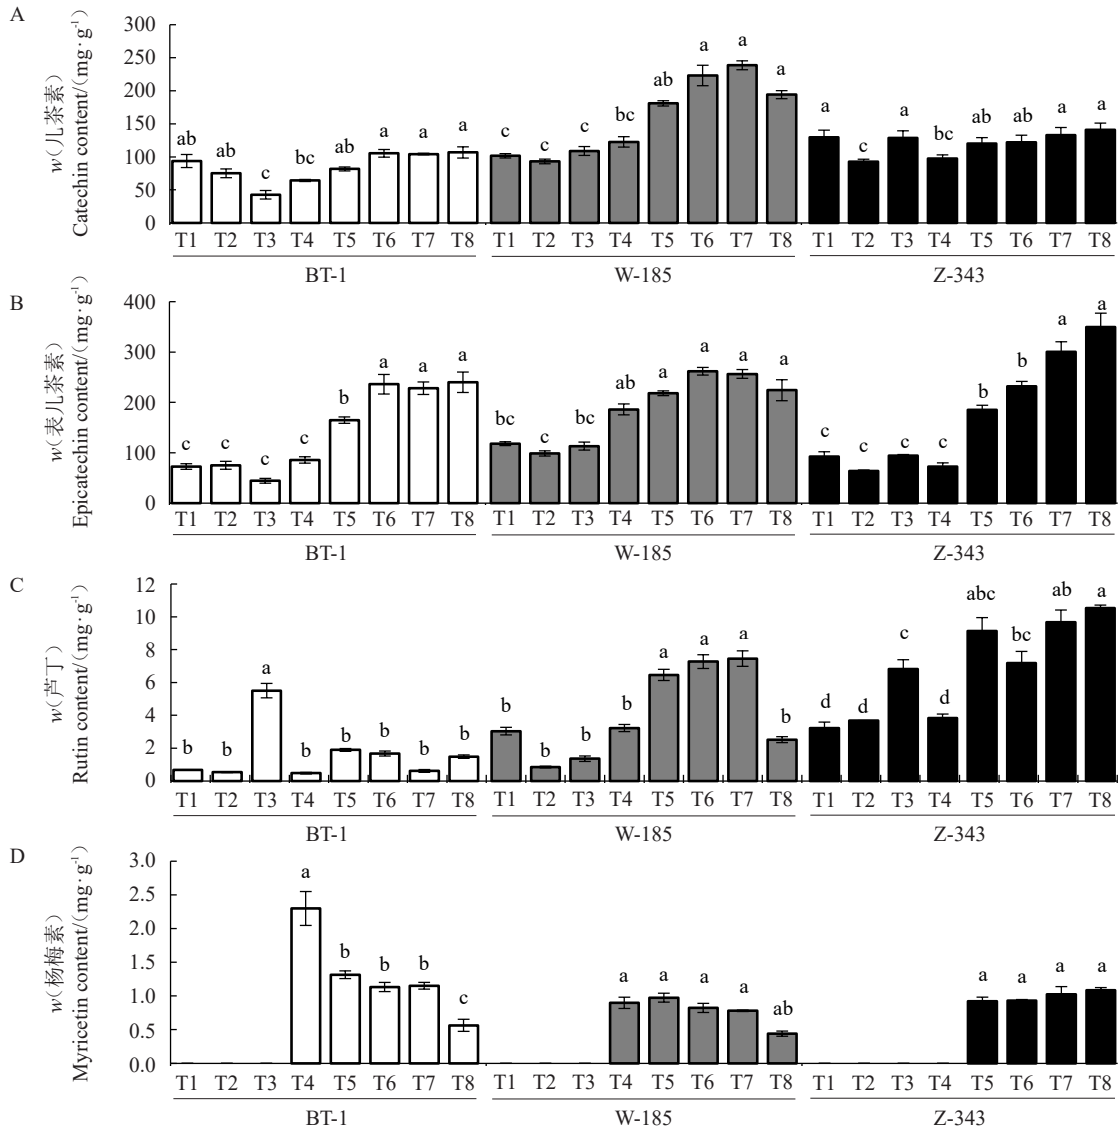 A
w(儿茶素)
Catechin content/(mg·g⁻¹)
300
250
200
150
100
50
0
ab ab c bc ab a a a c c c bc ab a a a a c a bc ab ab a a
T1 T2 T3 T4 T5 T6 T7 T8 T1 T2 T3 T4 T5 T6 T7 T8 T1 T2 T3 T4 T5 T6 T7 T8
BT-1 W-185 Z-343
B
w(表儿茶素)
Epicatechin content/(mg·g⁻¹)
400
300
200
100
0
c c c c b a a a bc c bc ab a a a a c c c c b b a a
T1 T2 T3 T4 T5 T6 T7 T8 T1 T2 T3 T4 T5 T6 T7 T8 T1 T2 T3 T4 T5 T6 T7 T8
BT-1 W-185 Z-343
C
w(芦丁)
Rutin content/(mg·g⁻¹)
12
10
8
6
4
2
0
b b a b b b b b b b b b a a a b d d c d abc bc ab a
T1 T2 T3 T4 T5 T6 T7 T8 T1 T2 T3 T4 T5 T6 T7 T8 T1 T2 T3 T4 T5 T6 T7 T8
BT-1 W-185 Z-343
D
w(杨梅素)
Myricetin content/(mg·g⁻¹)
3.0
2.5
2.0
1.5
1.0
0.5
0.0
a b b b c a a a a ab a a a a
T1 T2 T3 T4 T5 T6 T7 T8 T1 T2 T3 T4 T5 T6 T7 T8 T1 T2 T3 T4 T5 T6 T7 T8
BT-1 W-185 Z-343